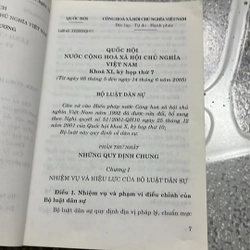 QUỐC HỘI CỘNG HÒA XÃ HỘI CHỦ NGHĨA VIỆT NAM
Độc lập - Tự do - Hạnh phúc
QUỐC HỘI
NƯỚC CỘNG HÒA XÃ HỘI CHỦ NGHĨA
VIỆT NAM
Khoá XI, kỳ họp thứ 7
(Từ ngày 05 tháng 5 đến ngày 14 tháng 6 năm 2005)
BỘ LUẬT DÂN SỰ
Căn cứ vào Hiến pháp nước Cộng hoà xã hội chủ
nghĩa Việt Nam năm 1992 đã được sửa đổi, bổ sung
theo Nghị quyết số 51/2001-QH10 ngày 25 tháng 12
năm 2001 của Quốc hội khoá X, kỳ họp thứ 10;
Bộ luật này quy định về dân sự.
PHẦN THỨ NHẤT
NHỮNG QUY ĐỊNH CHUNG
Chương I
NHIỆM VỤ VÀ HIỆU LỰC CỦA BỘ LUẬT DÂN SỰ
Điều 1. Nhiệm vụ và phạm vi điều chỉnh của
Bộ luật dân sự
Bộ luật dân sự quy định địa vị pháp lý, chuẩn mực
7